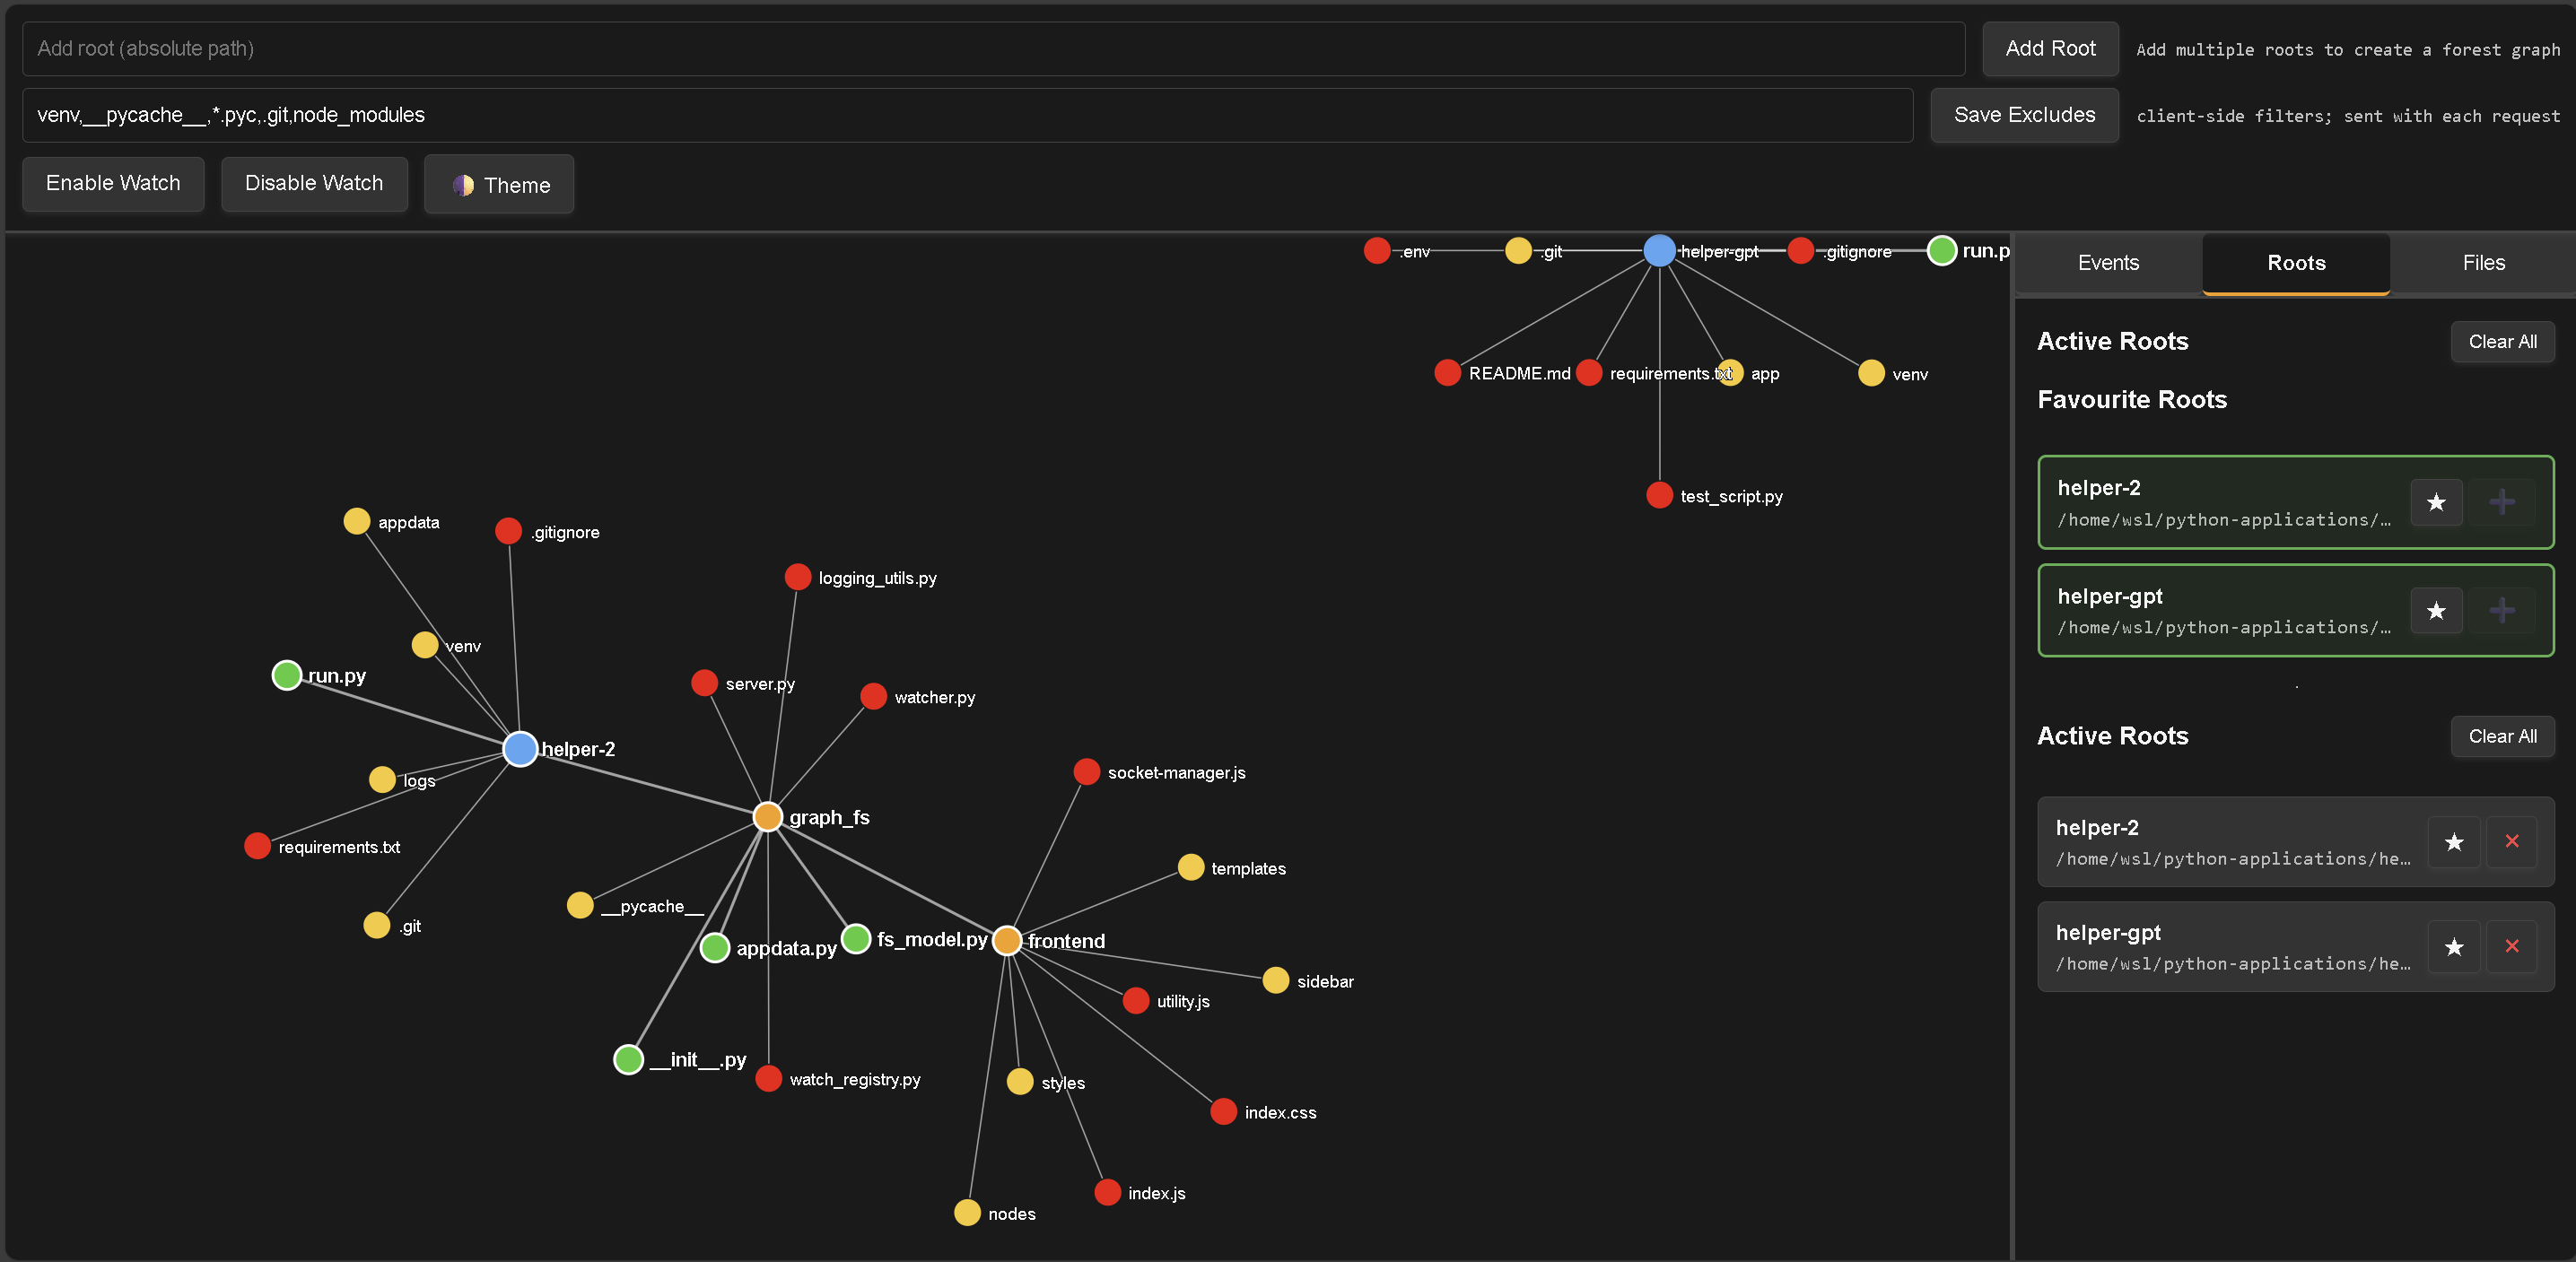 Add root (absolute path)
Add Root
Add multiple roots to create a forest graph
venv,__pycache__,*.pyc,.git,node_modules
Save Excludes
client-side filters; sent with each request
Enable Watch
Disable Watch
Theme
.env
.git
helper-gpt
.gitignore
run.p
README.md
requirements.txt
app
venv
test_script.py
appdata
.gitignore
logging_utils.py
venv
run.py
server.py
watcher.py
helper-2
logs
socket-manager.js
graph_fs
requirements.txt
templates
__pycache__
.git
appdata.py
fs_model.py
frontend
sidebar
utility.js
__init__.py
watch_registry.py
styles
index.css
index.js
nodes
Events
Roots
Files
Active Roots
Clear All
Favourite Roots
helper-2
/home/wsl/python-applications/…
helper-gpt
/home/wsl/python-applications/…
.
Active Roots
Clear All
helper-2
/home/wsl/python-applications/he…
helper-gpt
/home/wsl/python-applications/he…